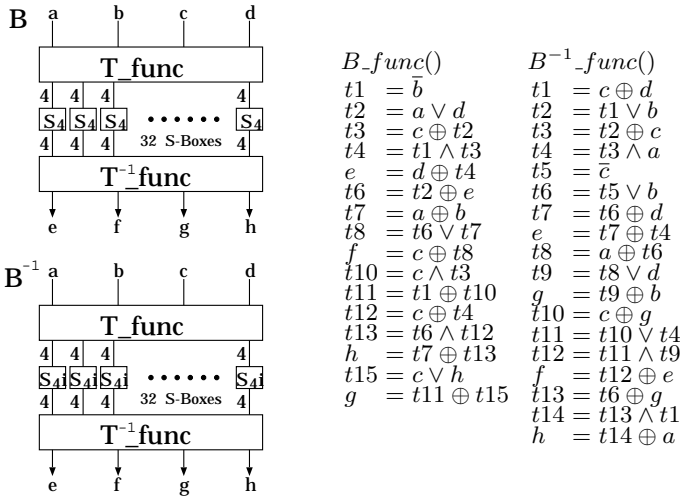 B
a b c d
T_func
4 4 4 4
S4 S4 S4 S4
4 4 4 4
32 S-Boxes
T-1_func
e f g h
B-1
a b c d
T_func
4 4 4 4
S4i S4i S4i S4i
4 4 4 4
32 S-Boxes
T-1_func
e f g h
B_func()
t1 = b̅
t2 = a ∨ d
t3 = c ⊕ t2
t4 = t1 ∧ t3
e = d ⊕ t4
t6 = t2 ⊕ e
t7 = a ⊕ b
t8 = t6 ∨ t7
f = c ⊕ t8
t10 = c ∧ t3
t11 = t1 ⊕ t10
t12 = c ⊕ t4
t13 = t6 ∧ t12
h = t7 ⊕ t13
t15 = c ∨ h
g = t11 ⊕ t15
B−1_func()
t1 = c ⊕ d
t2 = t1 ∨ b
t3 = t2 ⊕ c
t4 = t3 ∧ a
t5 = c̅
t6 = t5 ∨ b
t7 = t6 ⊕ d
e = t7 ⊕ t4
t8 = a ⊕ t6
t9 = t8 ∨ d
g = t9 ⊕ b
t10 = c ⊕ g
t11 = t10 ∨ t4
t12 = t11 ∧ t9
f = t12 ⊕ e
t13 = t6 ⊕ g
t14 = t13 ∧ t1
h = t14 ⊕ a